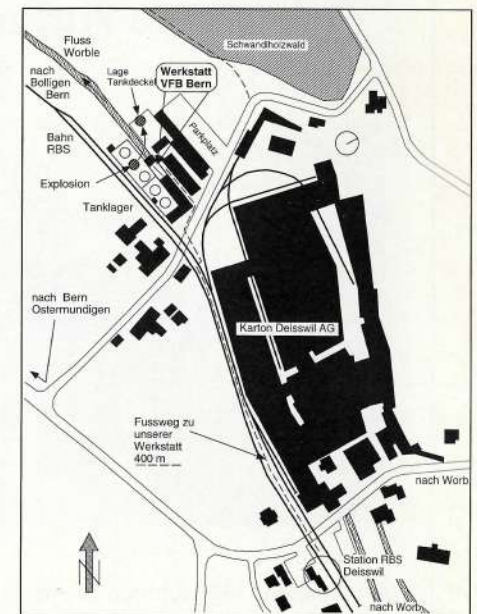 Schwandlholzwald
Fluss
Worble
nach
Bolligen
Bern
Lage
Tankdeckel
Werkstatt
VFB Bern
Parkplatz
Bahn
RBS
Explosion
Tanklager
nach Bern
Ostermundigen
Karton Deisswil AG
Fussweg zu
unserer
Werkstatt
400 m
nach Worb
Station RBS
Deisswil
nach Worb
N